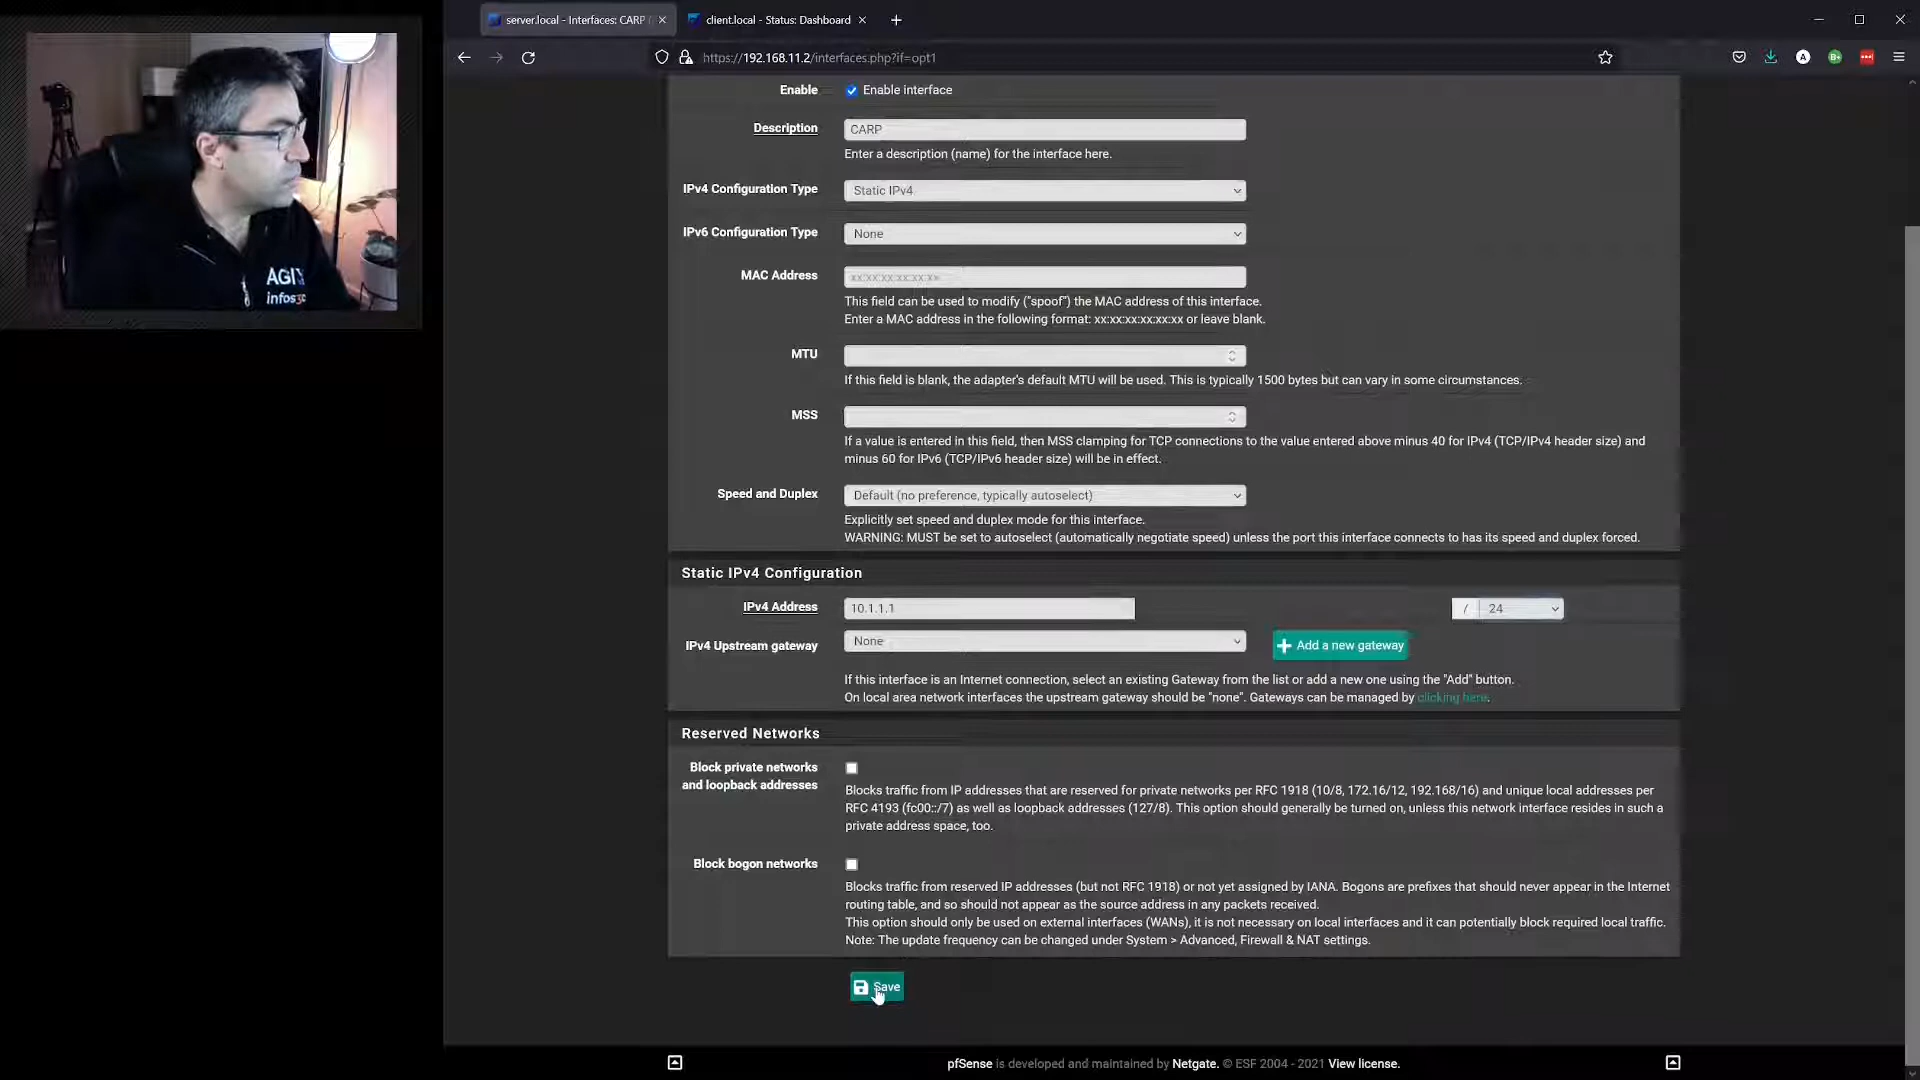 server.local - Interfaces: CARP (
client.local - Status: Dashboard
https://192.168.11.2/interfaces.php?if=opt1
Enable
Enable interface
Description
CARP
Enter a description (name) for the interface here.
IPv4 Configuration Type
Static IPv4
IPv6 Configuration Type
None
MAC Address
xx:xx:xx:xx:xx:xx
This field can be used to modify ("spoof") the MAC address of this interface.
Enter a MAC address in the following format: xx:xx:xx:xx:xx:xx or leave blank.
MTU
If this field is blank, the adapter's default MTU will be used. This is typically 1500 bytes but can vary in some circumstances.
MSS
If a value is entered in this field, then MSS clamping for TCP connections to the value entered above minus 40 for IPv4 (TCP/IPv4 header size) and
minus 60 for IPv6 (TCP/IPv6 header size) will be in effect.
Speed and Duplex
Default (no preference, typically autoselect)
Explicitly set speed and duplex mode for this interface.
WARNING: MUST be set to autoselect (automatically negotiate speed) unless the port this interface connects to has its speed and duplex forced.
Static IPv4 Configuration
IPv4 Address
10.1.1.1
/ 24
IPv4 Upstream gateway
None
Add a new gateway
If this interface is an Internet connection, select an existing Gateway from the list or add a new one using the "Add" button.
On local area network interfaces the upstream gateway should be "none". Gateways can be managed by clicking here.
Reserved Networks
Block private networks
and loopback addresses
Blocks traffic from IP addresses that are reserved for private networks per RFC 1918 (10/8, 172.16/12, 192.168/16) and unique local addresses per
RFC 4193 (fc00::/7) as well as loopback addresses (127/8). This option should generally be turned on, unless this network interface resides in such a
private address space, too.
Block bogon networks
Blocks traffic from reserved IP addresses (but not RFC 1918) or not yet assigned by IANA. Bogons are prefixes that should never appear in the Internet
routing table, and so should not appear as the source address in any packets received.
This option should only be used on external interfaces (WANs), it is not necessary on local interfaces and it can potentially block required local traffic.
Note: The update frequency can be changed under System > Advanced, Firewall & NAT settings.
Save
pfSense is developed and maintained by Netgate. © ESF 2004 - 2021 View license.
AGIX